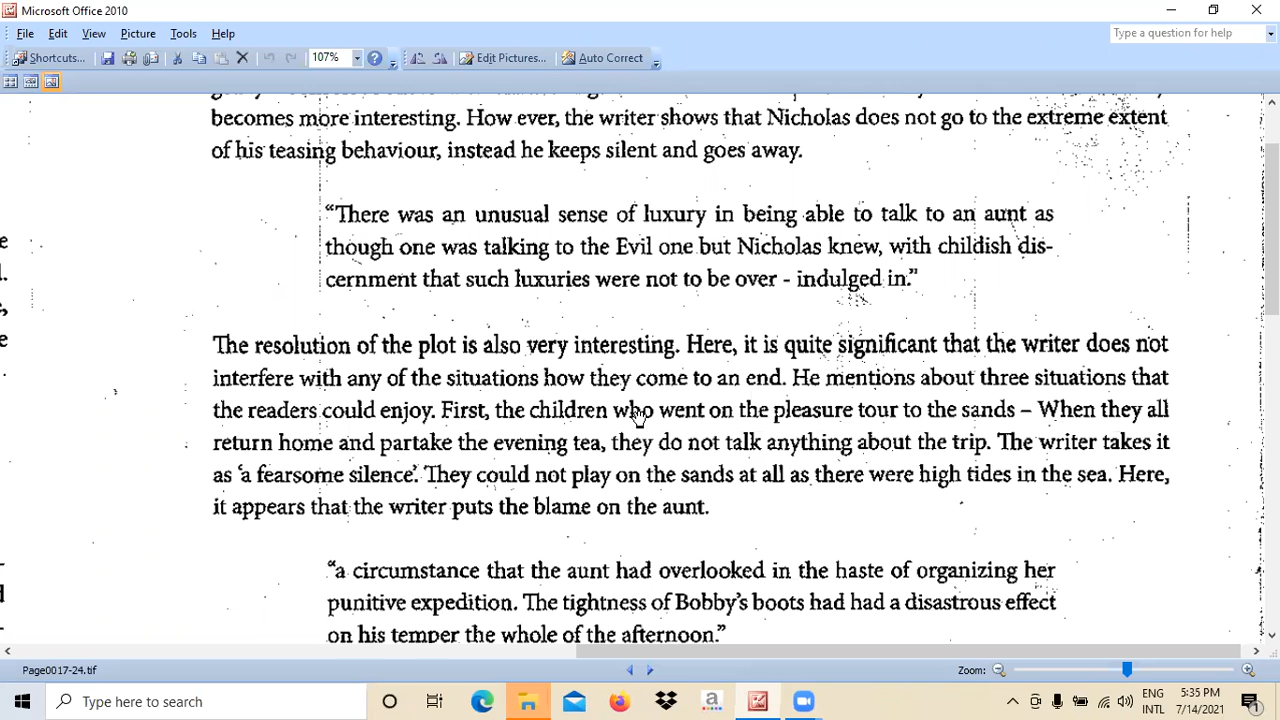 Microsoft Office 2010
File Edit View Picture Tools Help
Type a question for help
Shortcuts... 107% Edit Pictures... Auto Correct
becomes more interesting. How ever, the writer shows that Nicholas does not go to the extreme extent
of his teasing behaviour, instead he keeps silent and goes away.
“There was an unusual sense of luxury in being able to talk to an aunt as
though one was talking to the Evil one but Nicholas knew, with childish dis-
cernment that such luxuries were not to be over - indulged in.”
The resolution of the plot is also very interesting. Here, it is quite significant that the writer does not
interfere with any of the situations how they come to an end. He mentions about three situations that
the readers could enjoy. First, the children who went on the pleasure tour to the sands – When they all
return home and partake the evening tea, they do not talk anything about the trip. The writer takes it
as ‘a fearsome silence’. They could not play on the sands at all as there were high tides in the sea. Here,
it appears that the writer puts the blame on the aunt.
“a circumstance that the aunt had overlooked in the haste of organizing her
punitive expedition. The tightness of Bobby’s boots had had a disastrous effect
on his temper the whole of the afternoon.”
Page0017-24.tif
Zoom:
Type here to search
ENG 5:35 PM
INTL 7/14/2021